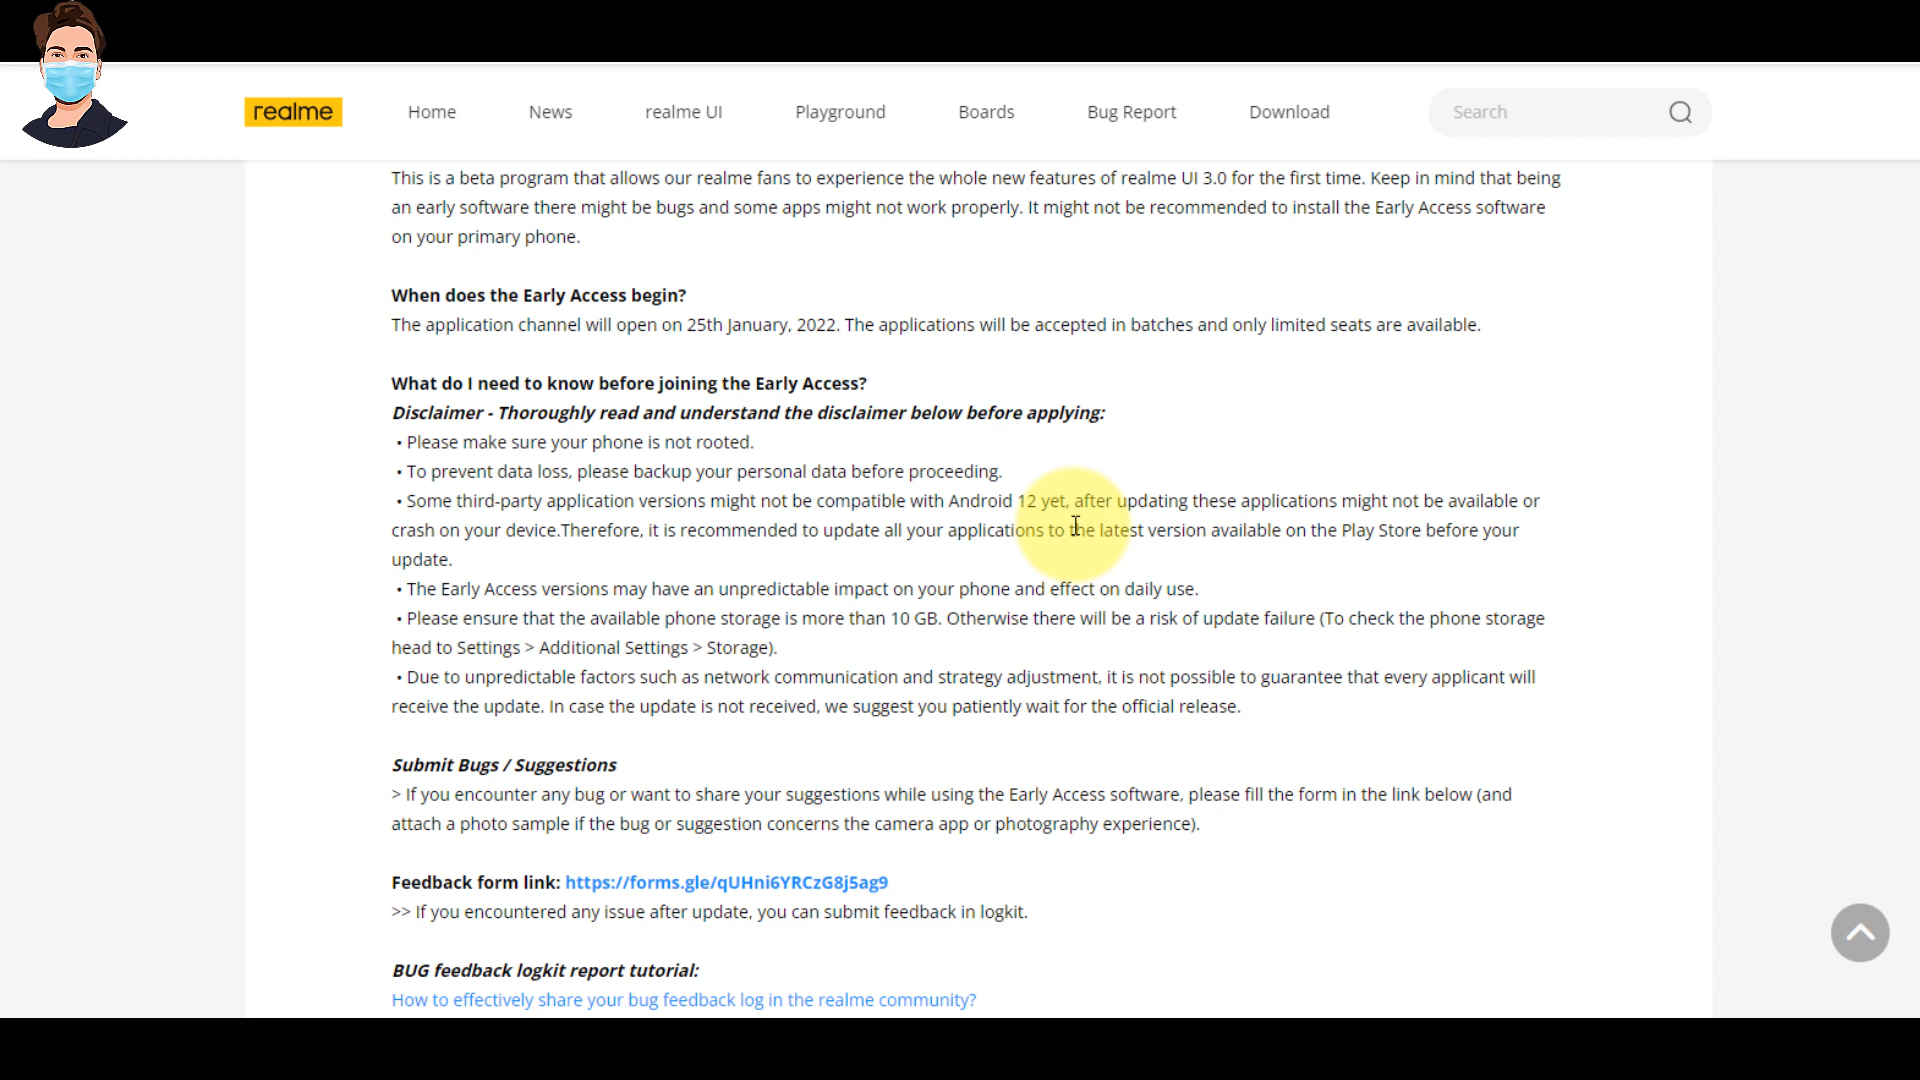 realme
Home
News
realme UI
Playground
Boards
Bug Report
Download
Search
This is a beta program that allows our realme fans to experience the whole new features of realme UI 3.0 for the first time. Keep in mind that being
an early software there might be bugs and some apps might not work properly. It might not be recommended to install the Early Access software
on your primary phone.
When does the Early Access begin?
The application channel will open on 25th January, 2022. The applications will be accepted in batches and only limited seats are available.
What do I need to know before joining the Early Access?
Disclaimer - Thoroughly read and understand the disclaimer below before applying:
• Please make sure your phone is not rooted.
• To prevent data loss, please backup your personal data before proceeding.
• Some third-party application versions might not be compatible with Android 12 yet, after updating these applications might not be available or
crash on your device.Therefore, it is recommended to update all your applications to the latest version available on the Play Store before your
update.
• The Early Access versions may have an unpredictable impact on your phone and effect on daily use.
• Please ensure that the available phone storage is more than 10 GB. Otherwise there will be a risk of update failure (To check the phone storage
head to Settings > Additional Settings > Storage).
• Due to unpredictable factors such as network communication and strategy adjustment, it is not possible to guarantee that every applicant will
receive the update. In case the update is not received, we suggest you patiently wait for the official release.
Submit Bugs / Suggestions
> If you encounter any bug or want to share your suggestions while using the Early Access software, please fill the form in the link below (and
attach a photo sample if the bug or suggestion concerns the camera app or photography experience).
Feedback form link: https://forms.gle/qUHni6YRCzG8j5ag9
>> If you encountered any issue after update, you can submit feedback in logkit.
BUG feedback logkit report tutorial:
How to effectively share your bug feedback log in the realme community?